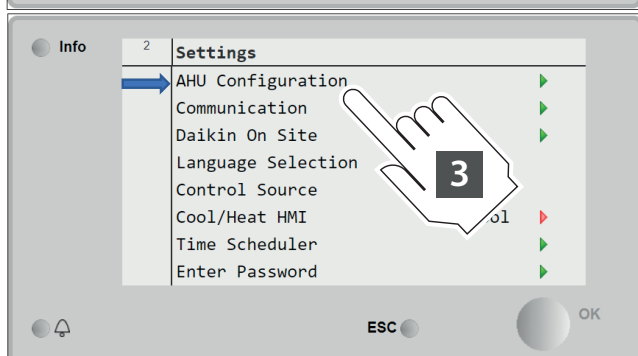 Info
2
Settings
AHU Configuration
Communication
Daikin On Site
Language Selection
Control Source
Cool/Heat HMI
Time Scheduler
Enter Password
3
ESC
OK